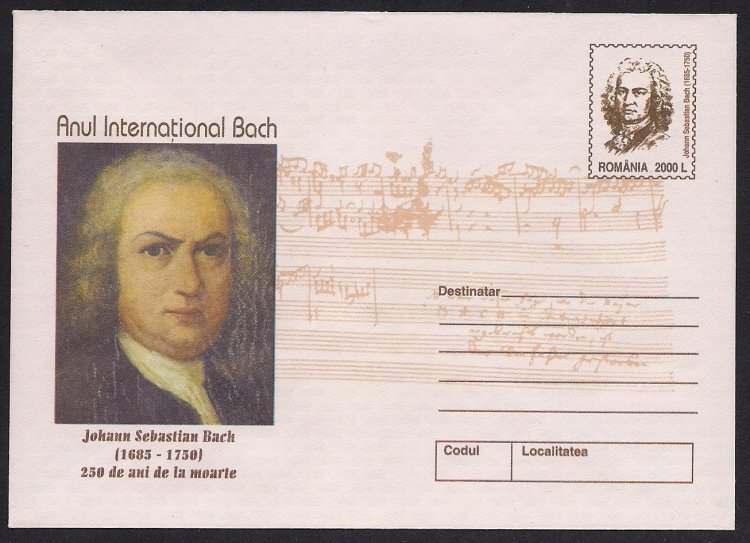 Anul Internaţional Bach
Johann Sebastian Bach (1685-1750)
ROMÂNIA 2000 L
Destinatar
Johann Sebastian Bach
(1685 - 1750)
250 de ani de la moarte
Codul
Localitatea